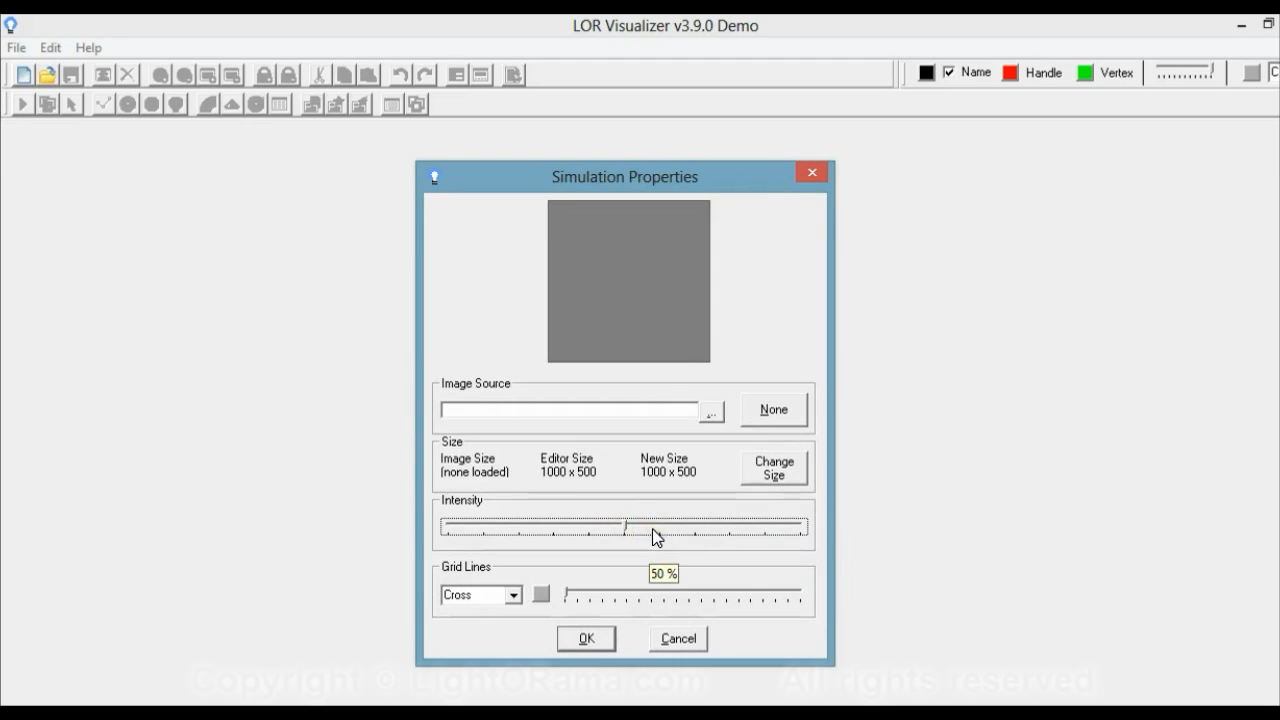 LOR Visualizer v3.9.0 Demo
File Edit Help
Name Handle Vertex C
Simulation Properties
Image Source
... None
Size
Image Size Editor Size New Size
(none loaded) 1000 x 500 1000 x 500
Change
Size
Intensity
Grid Lines
50 %
Cross
OK Cancel
Copyright © LightORama.com All rights reserved